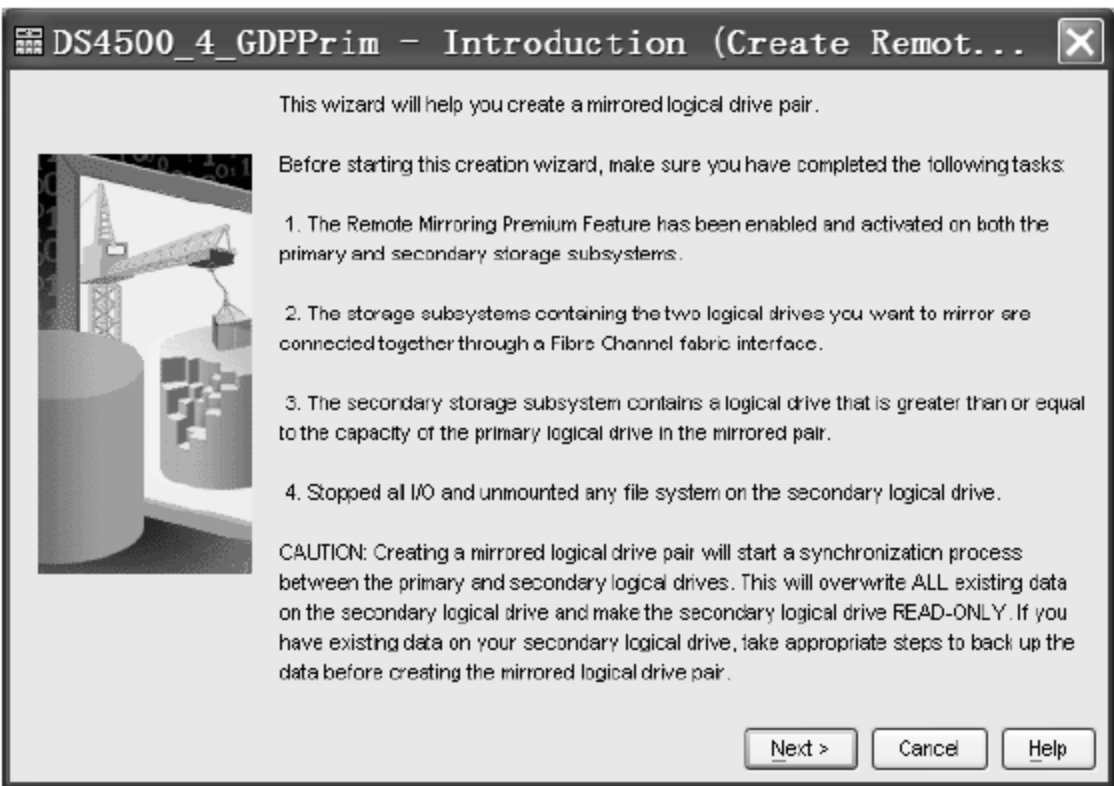 DS4500_4_GDPPrim - Introduction (Create Remot...
This wizard will help you create a mirrored logical drive pair.
Before starting this creation wizard, make sure you have completed the following tasks:
1. The Remote Mirroring Premium Feature has been enabled and activated on both the
primary and secondary storage subsystems.
2. The storage subsystems containing the two logical drives you want to mirror are
connected together through a Fibre Channel fabric interface.
3. The secondary storage subsystem contains a logical drive that is greater than or equal
to the capacity of the primary logical drive in the mirrored pair.
4. Stopped all I/O and unmounted any file system on the secondary logical drive.
CAUTION: Creating a mirrored logical drive pair will start a synchronization process
between the primary and secondary logical drives. This will overwrite ALL existing data
on the secondary logical drive and make the secondary logical drive READ-ONLY. If you
have existing data on your secondary logical drive, take appropriate steps to back up the
data before creating the mirrored logical drive pair.
Next >
Cancel
Help